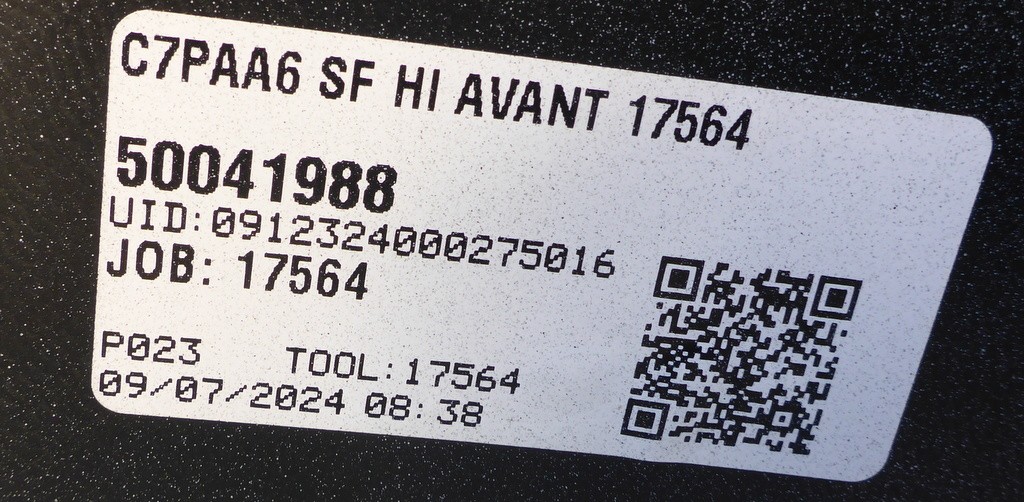 C7PAA6 SF HI AVANT 17564
50041988
UID:0912324000275016
JOB: 17564
P023 TOOL:17564
09/07/2024 08:38